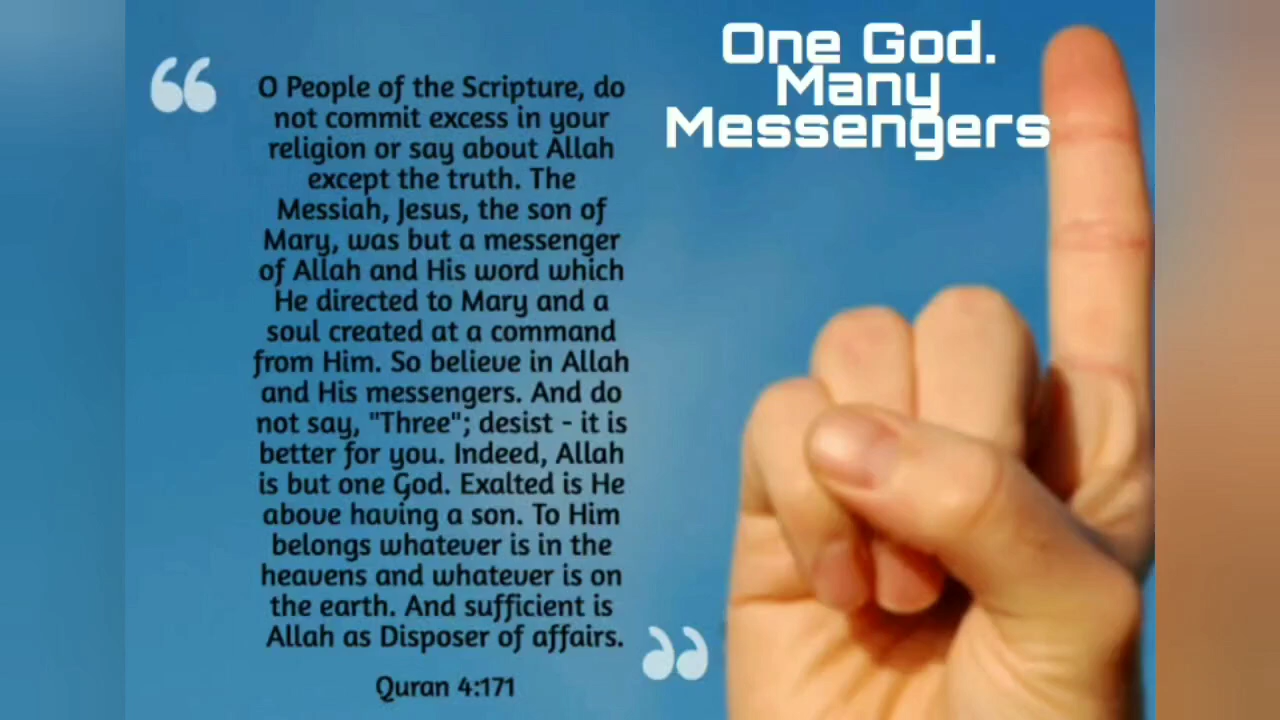 One God.
Many
Messengers
“
O People of the Scripture, do
not commit excess in your
religion or say about Allah
except the truth. The
Messiah, Jesus, the son of
Mary, was but a messenger
of Allah and His word which
He directed to Mary and a
soul created at a command
from Him. So believe in Allah
and His messengers. And do
not say, "Three"; desist - it is
better for you. Indeed, Allah
is but one God. Exalted is He
above having a son. To Him
belongs whatever is in the
heavens and whatever is on
the earth. And sufficient is
Allah as Disposer of affairs.
”
Quran 4:171